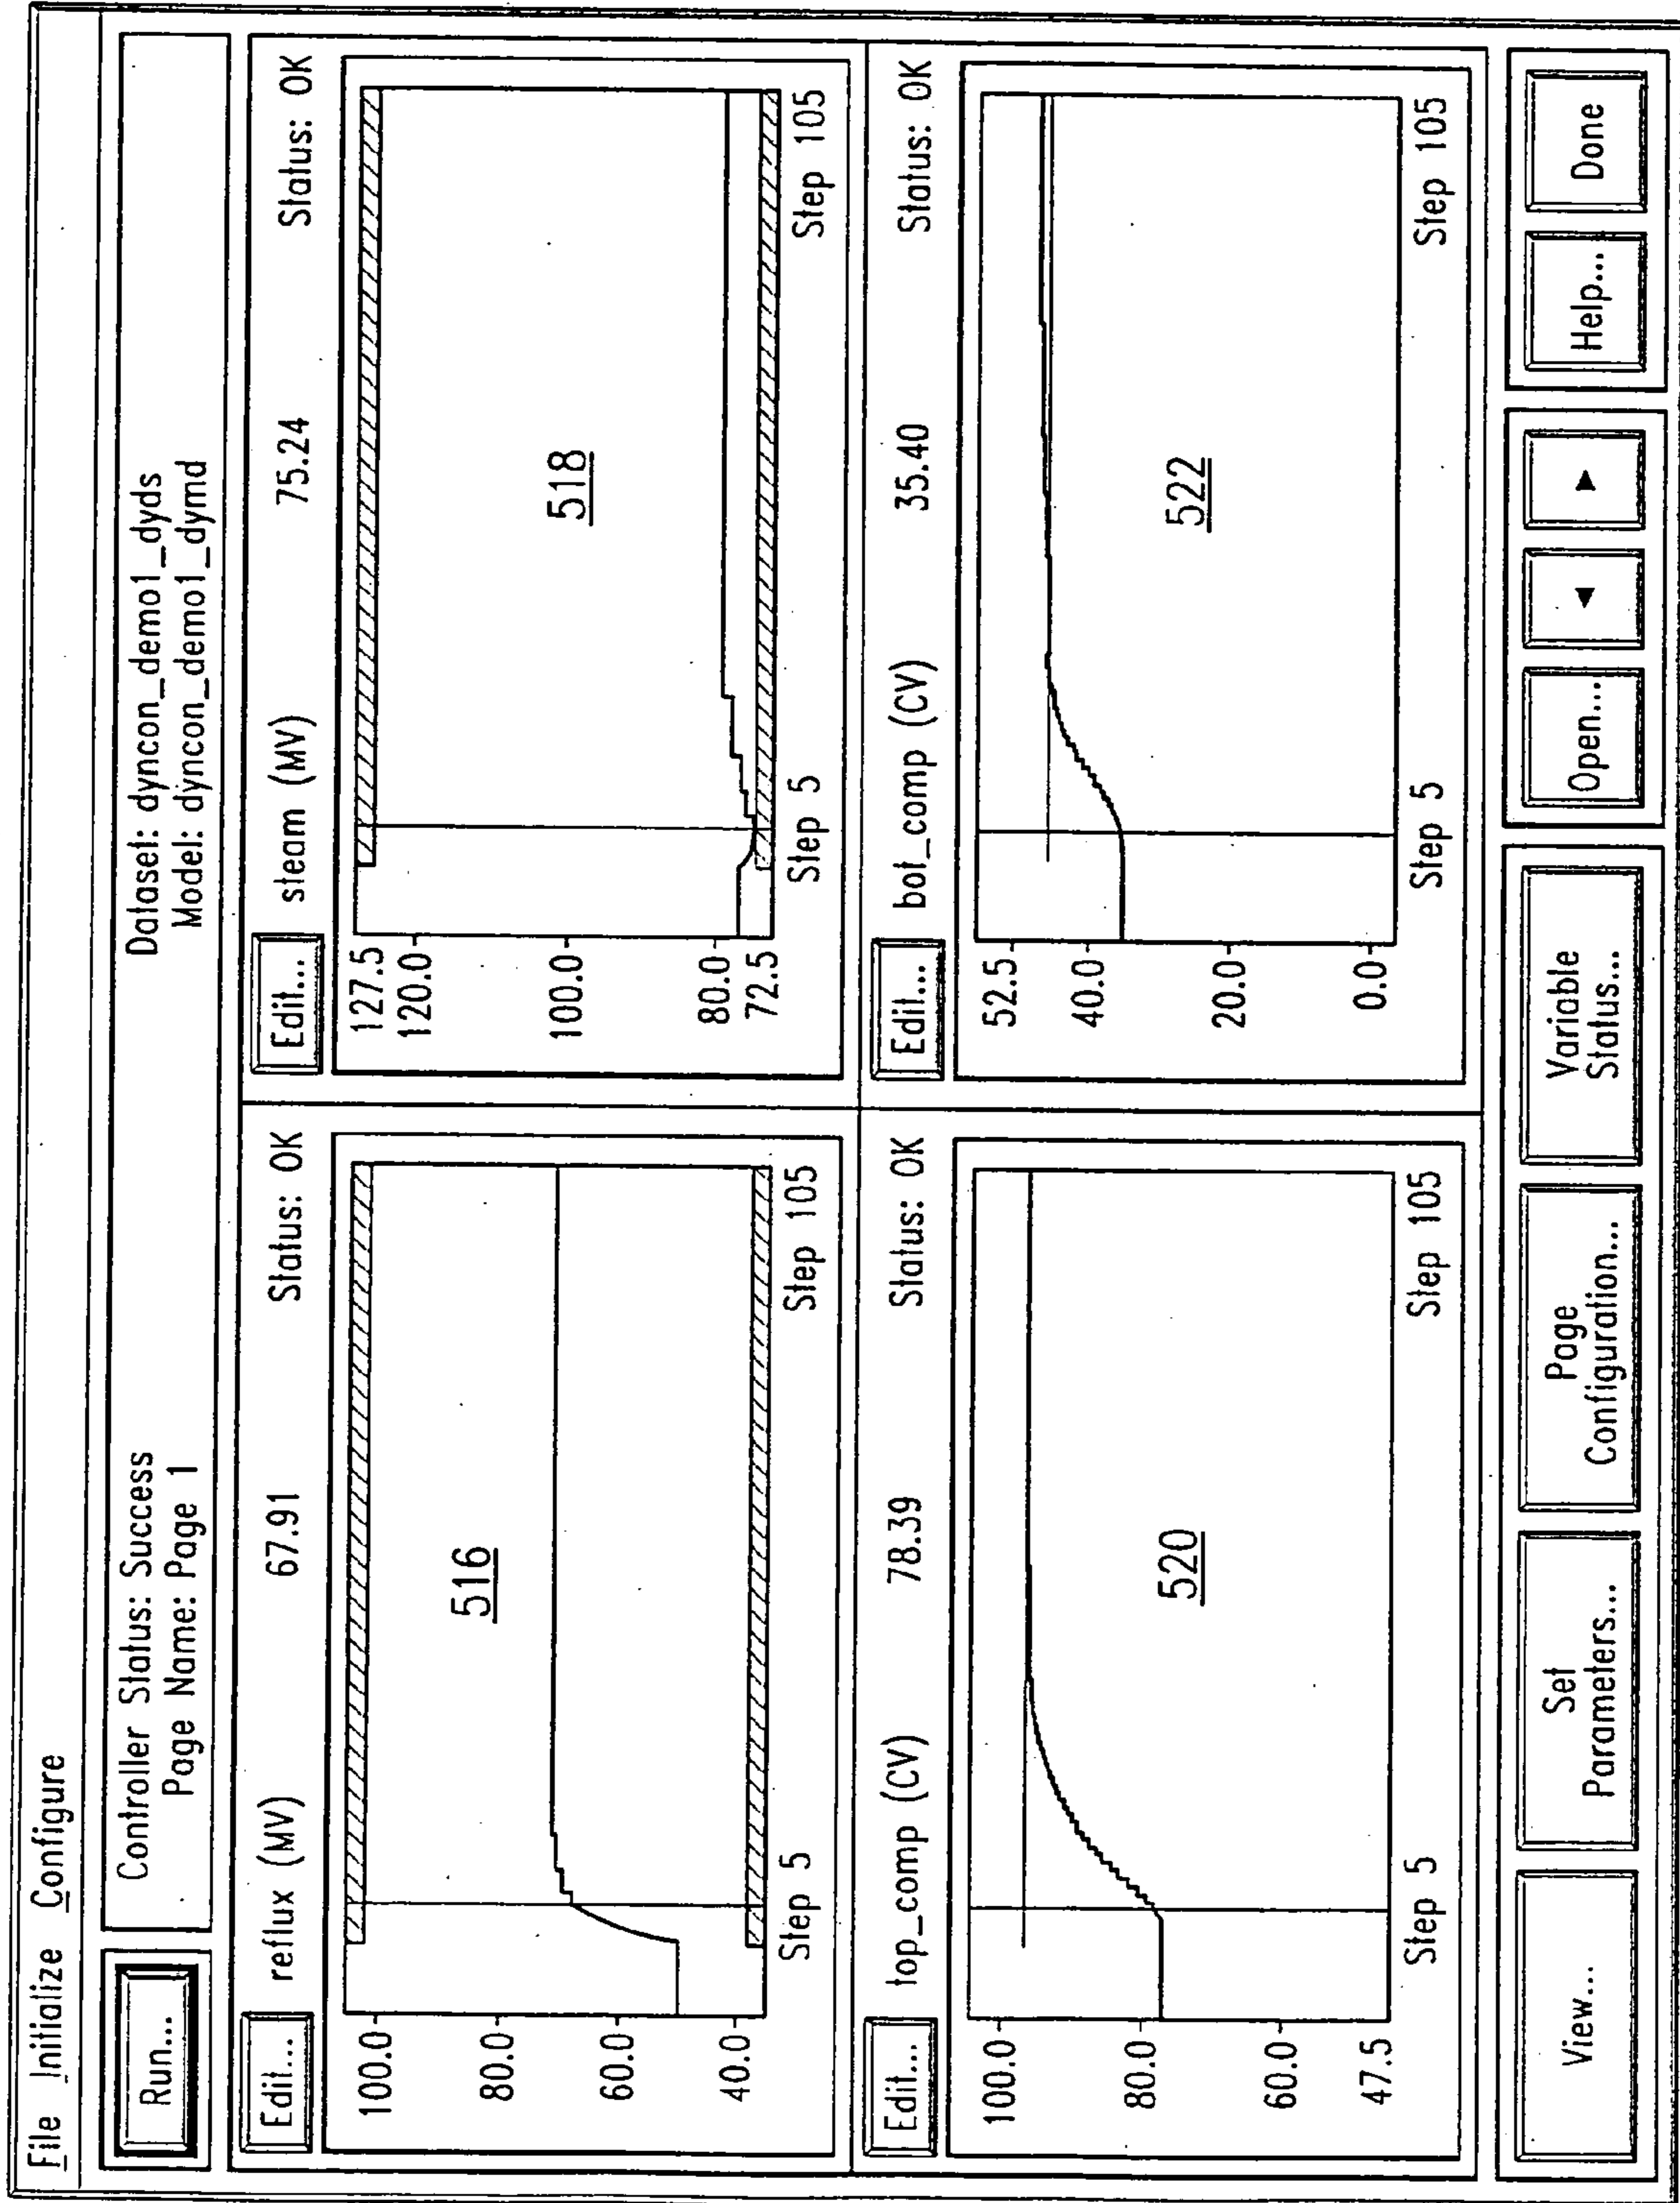 File Initialize Configure
Run...
Controller Status: Success
Page Name: Page 1
Dataset: dyncon_demo1_dyds
Model: dyncon_demo1_dymd
Edit... reflux (MV) 67.91 Status: OK
100.0
80.0
60.0
40.0
516
Step 5 Step 105
Edit... steam (MV) 75.24 Status: OK
127.5
120.0
100.0
80.0
72.5
518
Step 5 Step 105
Edit... top_comp (CV) 78.39 Status: OK
100.0
80.0
60.0
47.5
520
Step 5 Step 105
Edit... bot_comp (CV) 35.40 Status: OK
52.5
40.0
20.0
0.0
522
Step 5 Step 105
View...
Set
Parameters...
Page
Configuration...
Variable
Status...
Open...
Help...
Done